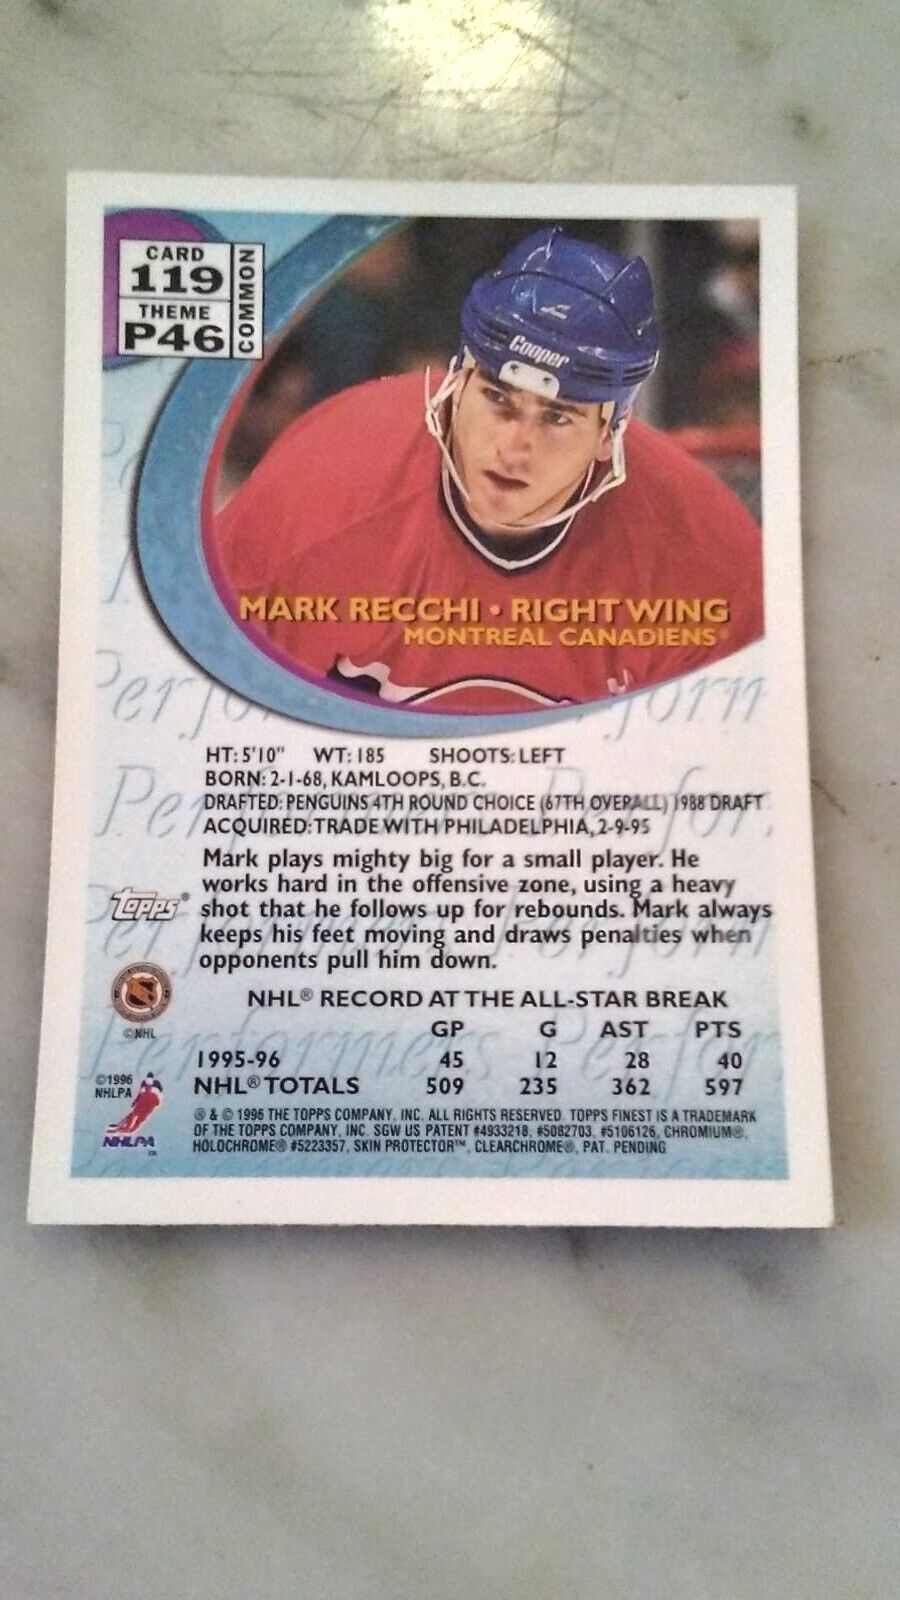 CARD
119
THEME
P46
COMMON
Cooper
MARK RECCHI • RIGHT WING
MONTREAL CANADIENS®
HT: 5'10" WT: 185 SHOOTS: LEFT
BORN: 2-1-68, KAMLOOPS, B.C.
DRAFTED: PENGUINS 4TH ROUND CHOICE (67TH OVERALL) 1988 DRAFT
ACQUIRED: TRADE WITH PHILADELPHIA, 2-9-95
Mark plays mighty big for a small player. He
works hard in the offensive zone, using a heavy
shot that he follows up for rebounds. Mark always
keeps his feet moving and draws penalties when
opponents pull him down.
Topps®
©NHL
NHL® RECORD AT THE ALL-STAR BREAK
GP G AST PTS
1995-96 45 12 28 40
NHL® TOTALS 509 235 362 597
©1996
NHLPA
NHLPA
™
® & © 1996 THE TOPPS COMPANY, INC. ALL RIGHTS RESERVED. TOPPS FINEST IS A TRADEMARK
OF THE TOPPS COMPANY, INC. SGW US PATENT #4933218, #5082703, #5106126, CHROMIUM®,
HOLOCHROME® #5223357, SKIN PROTECTOR™, CLEARCHROME®, PAT. PENDING